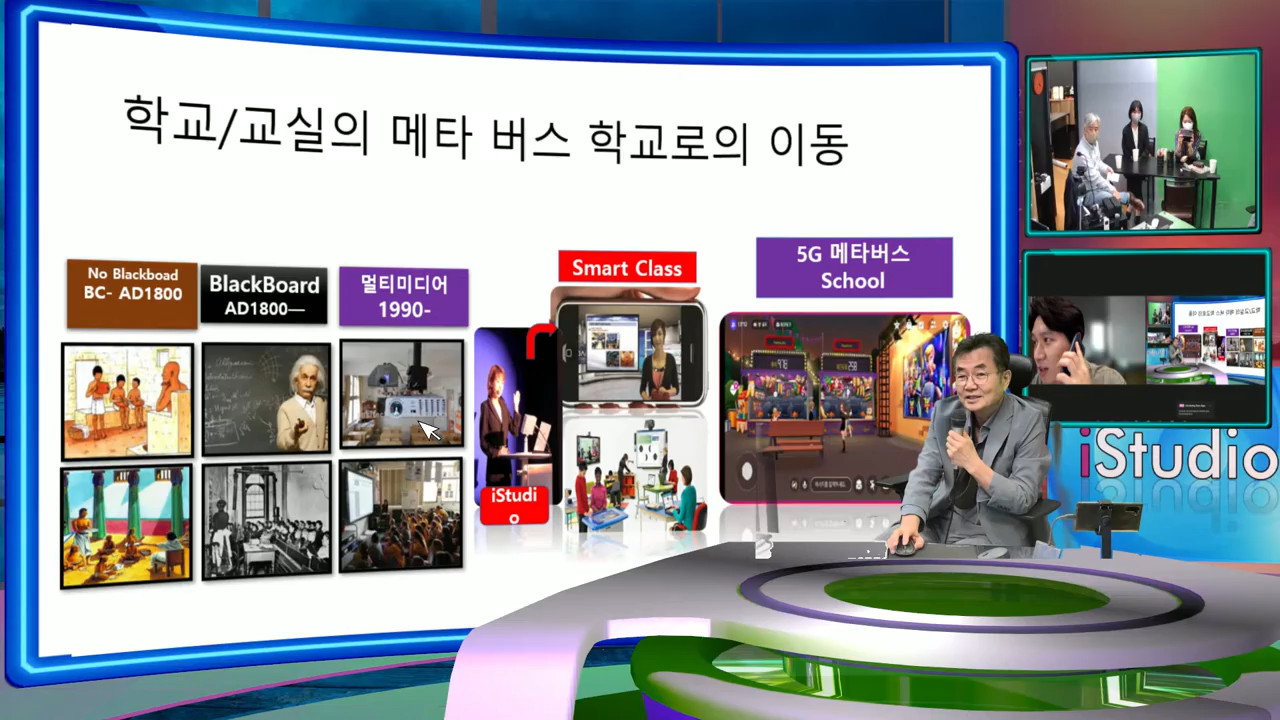 학교/교실의 메타 버스 학교로의 이동
No Blackboad
BC- AD1800
BlackBoard
AD1800—
멀티미디어
1990-
Smart Class
5G 메타버스
School
iStudi
o
iStudio